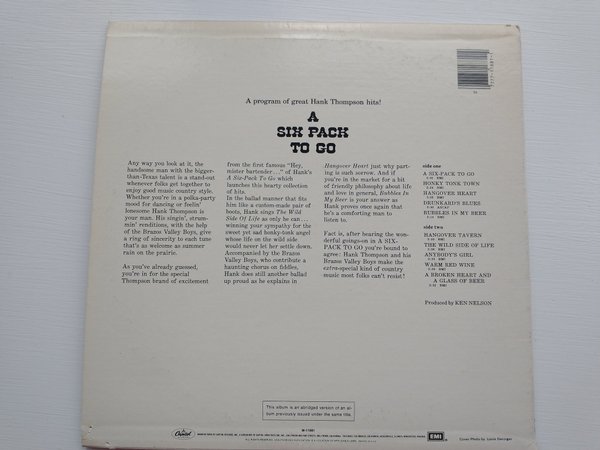 A program of great Hank Thompson hits!
A
SIX PACK
TO GO
Any way you look at it, the
handsome man with the bigger-
than-Texas talent is a stand-out
whenever folks get together to
enjoy good music country style.
Whether you're in a polka-party
mood for dancing or feelin'
lonesome Hank Thompson is
your man. His singin', strum-
min' renditions, with the help
of the Brazos Valley Boys, give
a ring of sincerity to each tune
that's as welcome as summer
rain on the prairie.
As you've already guessed,
you're in for the special
Thompson brand of excitement
from the first famous "Hey,
mister bartender..." of Hank's
A Six-Pack To Go which
launches this hearty collection
of hits.
In the ballad manner that fits
him like a custom-made pair of
boots, Hank sings The Wild
Side Of Life as only he can...
winning your sympathy for the
sweet yet sad honky-tonk angel
whose life on the wild side
would never let her settle down.
Accompanied by the Brazos
Valley Boys, who contribute a
haunting chorus on fiddles,
Hank does still another ballad
up proud as he explains in
Hangover Heart just why part-
ing is such sorrow. And if
you're in the market for a bit
of friendly philosophy about life
and love in general, Bubbles In
My Beer is your answer as
Hank proves once again that
he's a comforting man to
listen to.
Fact is, after hearing the won-
derful goings-on in A SIX-
PACK TO GO you're bound to
agree: Hank Thompson and his
Brazos Valley Boys make the
extra-special kind of country
music most folks can't resist!
side one
A SIX-PACK TO GO
HONKY TONK TOWN
HANGOVER HEART
DRUNKARD'S BLUES
BUBBLES IN MY BEER
side two
HANGOVER TAVERN
THE WILD SIDE OF LIFE
ANYBODY'S GIRL
WARM RED WINE
A BROKEN HEART AND
A GLASS OF BEER
Produced by KEN NELSON
This album is an abridged version of an al-
bum previously issued under the same title.
Capitol
EMI